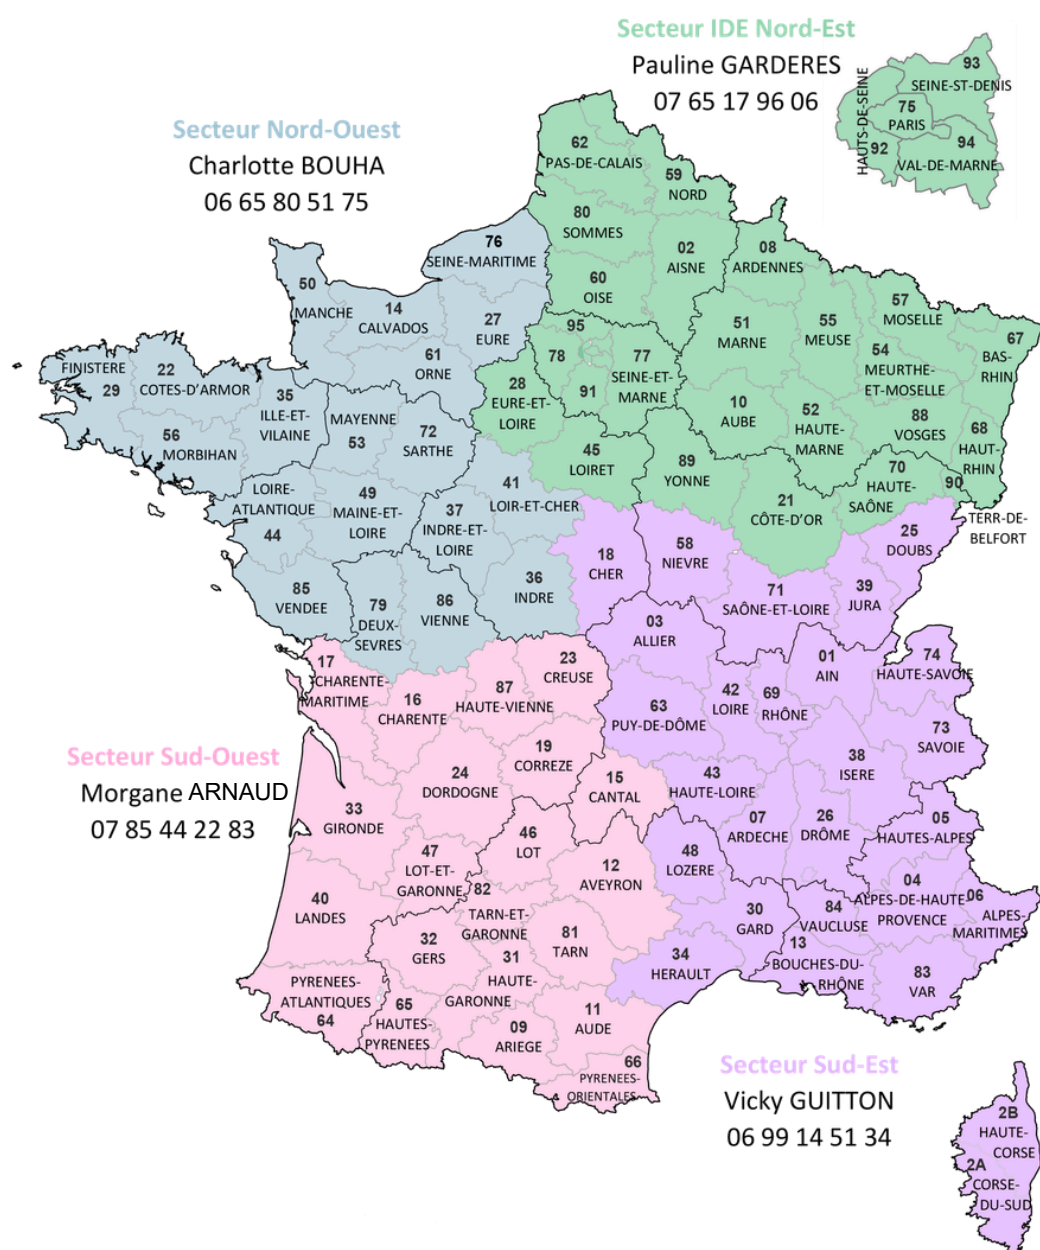 Secteur IDE Nord-Est
Pauline GARDERES
07 65 17 96 06
93
SEINE-ST-DENIS
HAUTS-DE-SEINE
75
PARIS
92
94
VAL-DE-MARNE
Secteur Nord-Ouest
Charlotte BOUHA
06 65 80 51 75
62
PAS-DE-CALAIS
59
NORD
80
SOMMES
02
AISNE
08
ARDENNES
60
OISE
76
SEINE-MARITIME
50
MANCHE
14
CALVADOS
27
EURE
61
ORNE
95
78
77
SEINE-ET-
MARNE
91
51
MARNE
55
MEUSE
57
MOSELLE
54
MEURTHE-
ET-MOSELLE
67
BAS-
RHIN
FINISTERE
29
22
COTES-D'ARMOR
56
MORBIHAN
35
ILLE-ET-
VILAINE
MAYENNE
53
72
SARTHE
28
EURE-ET-
LOIRE
45
LOIRET
10
AUBE
52
HAUTE-
MARNE
88
VOSGES
68
HAUT-
RHIN
89
YONNE
21
CÔTE-D'OR
70
HAUTE-
SAÔNE
90
TERR-DE-
BELFORT
LOIRE-
ATLANTIQUE
44
49
MAINE-ET-
LOIRE
37
INDRE-ET-
LOIRE
41
LOIR-ET-CHER
36
INDRE
85
VENDEE
79
DEUX-
SEVRES
86
VIENNE
18
CHER
58
NIEVRE
71
SAÔNE-ET-LOIRE
25
DOUBS
39
JURA
03
ALLIER
01
AIN
74
HAUTE-SAVOIE
17
CHARENTE-
MARITIME
16
CHARENTE
87
HAUTE-VIENNE
23
CREUSE
63
PUY-DE-DÔME
42
LOIRE
69
RHÔNE
73
SAVOIE
38
ISERE
Secteur Sud-Ouest
Morgane ARNAUD
07 85 44 22 83
19
CORREZE
24
DORDOGNE
15
CANTAL
43
HAUTE-LOIRE
33
GIRONDE
07
ARDECHE
26
DRÔME
05
HAUTES-ALPES
46
LOT
47
LOT-ET-
GARONNE
48
LOZERE
12
AVEYRON
40
LANDES
82
TARN-ET-
GARONNE
04
ALPES-DE-HAUTE-
PROVENCE
06
ALPES-
MARITIMES
84
VAUCLUSE
30
GARD
32
GERS
81
TARN
31
HAUTE-
GARONNE
34
HERAULT
13
BOUCHES-DU-
RHÔNE
83
VAR
PYRENEES-
ATLANTIQUES
64
65
HAUTES-
PYRENEES
09
ARIEGE
11
AUDE
66
PYRENEES-
ORIENTALES
Secteur Sud-Est
Vicky GUITTON
06 99 14 51 34
2B
HAUTE-
CORSE
2A
CORSE-
DU-SUD